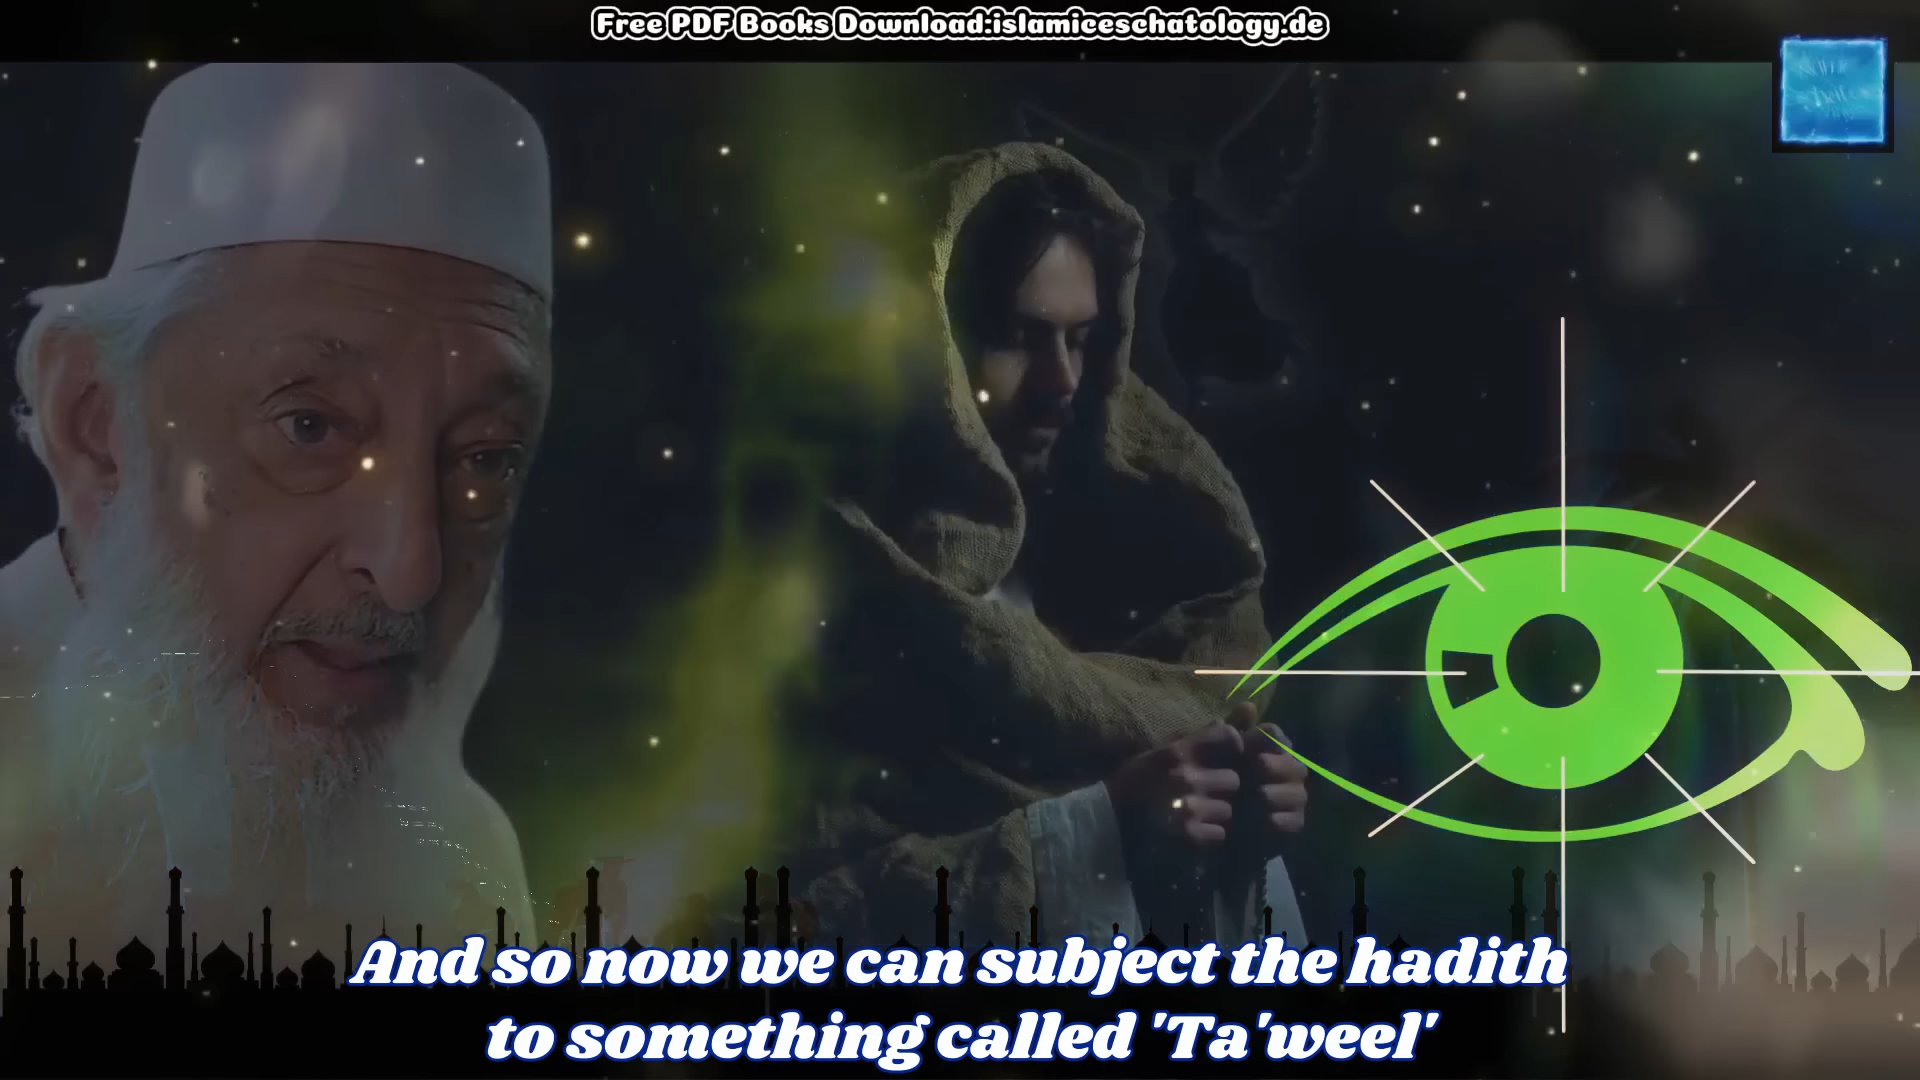 Free PDF Books Download:islamiceschatology.de
And so now we can subject the hadith
to something called 'Ta'weel'